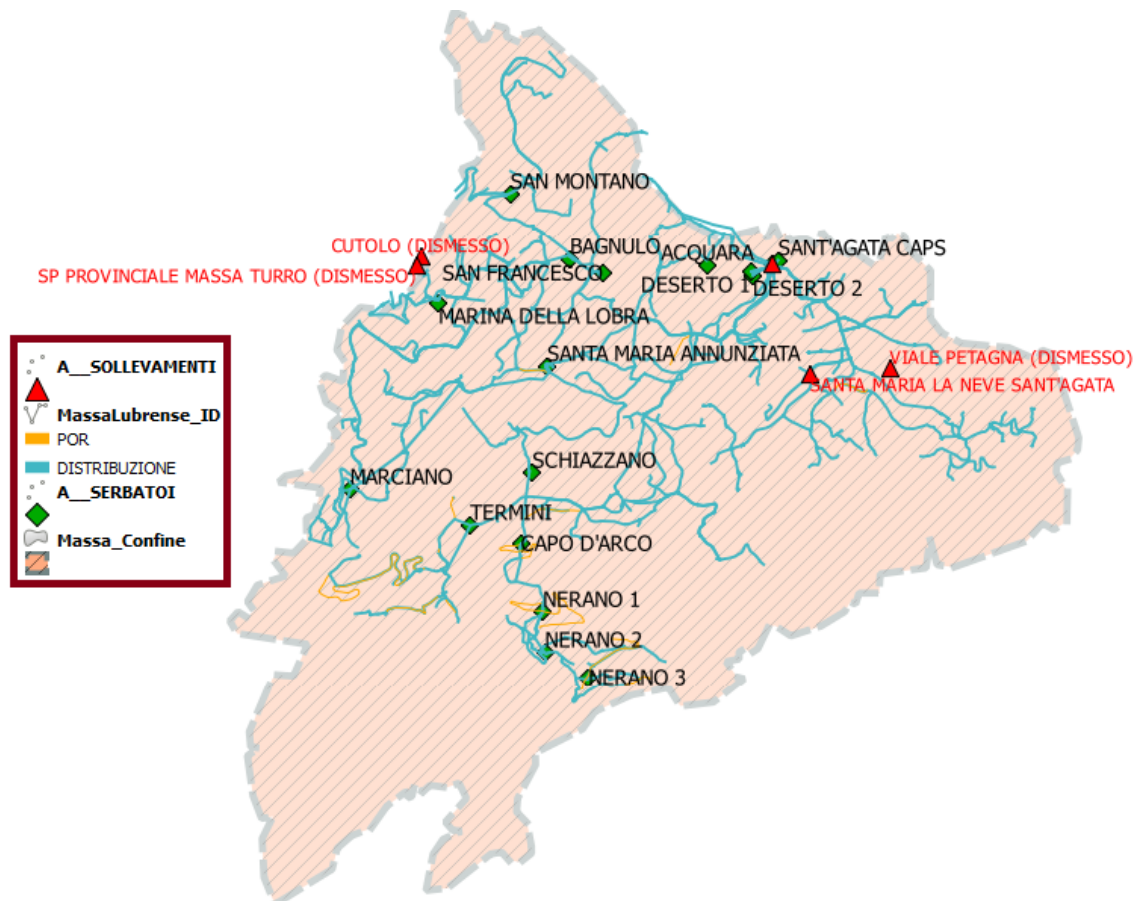 SAN MONTANO
CUTOLO (DISMESSO)
BAGNULO
ACQUARA
SANT'AGATA CAPS
SP PROVINCIALE MASSA TURRO (DISMESSO)
SAN FRANCESCO
DESERTO 1
DESERTO 2
MARINA DELLA LOBRA
SANTA MARIA ANNUNZIATA
VIALE PETAGNA (DISMESSO)
SANTA MARIA LA NEVE SANT'AGATA
A__SOLLEVAMENTI
MassaLubrense_ID
POR
DISTRIBUZIONE
A__SERBATOI
Massa_Confine
SCHIAZZANO
MARCIANO
TERMINI
CAPO D'ARCO
NERANO 1
NERANO 2
NERANO 3